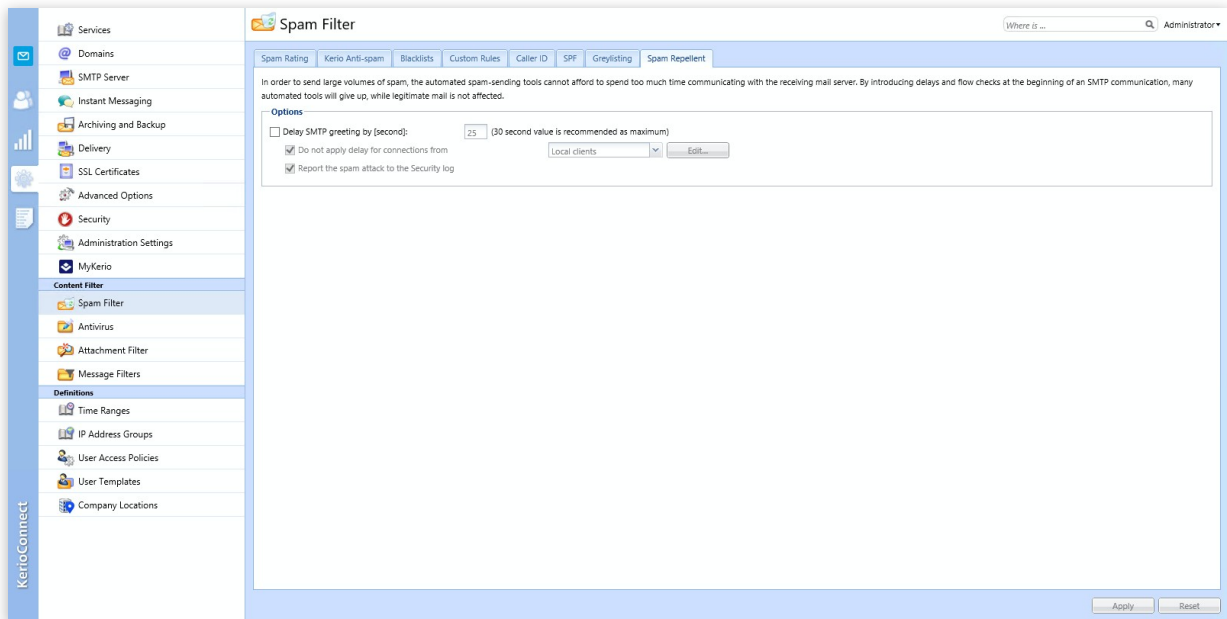 Services
Domains
SMTP Server
Instant Messaging
Archiving and Backup
Delivery
SSL Certificates
Advanced Options
Security
Administration Settings
MyKerio
Content Filter
Spam Filter
Antivirus
Attachment Filter
Message Filters
Definitions
Time Ranges
IP Address Groups
User Access Policies
User Templates
Company Locations
KerioConnect
Spam Filter
Where is ...
Administrator
Spam Rating Kerio Anti-spam Blacklists Custom Rules Caller ID SPF Greylisting Spam Repellent
In order to send large volumes of spam, the automated spam-sending tools cannot afford to spend too much time communicating with the receiving mail server. By introducing delays and flow checks at the beginning of an SMTP communication, many
automated tools will give up, while legitimate mail is not affected.
Options
Delay SMTP greeting by [second]: 25 (30 second value is recommended as maximum)
Do not apply delay for connections from Local clients Edit...
Report the spam attack to the Security log
Apply Reset